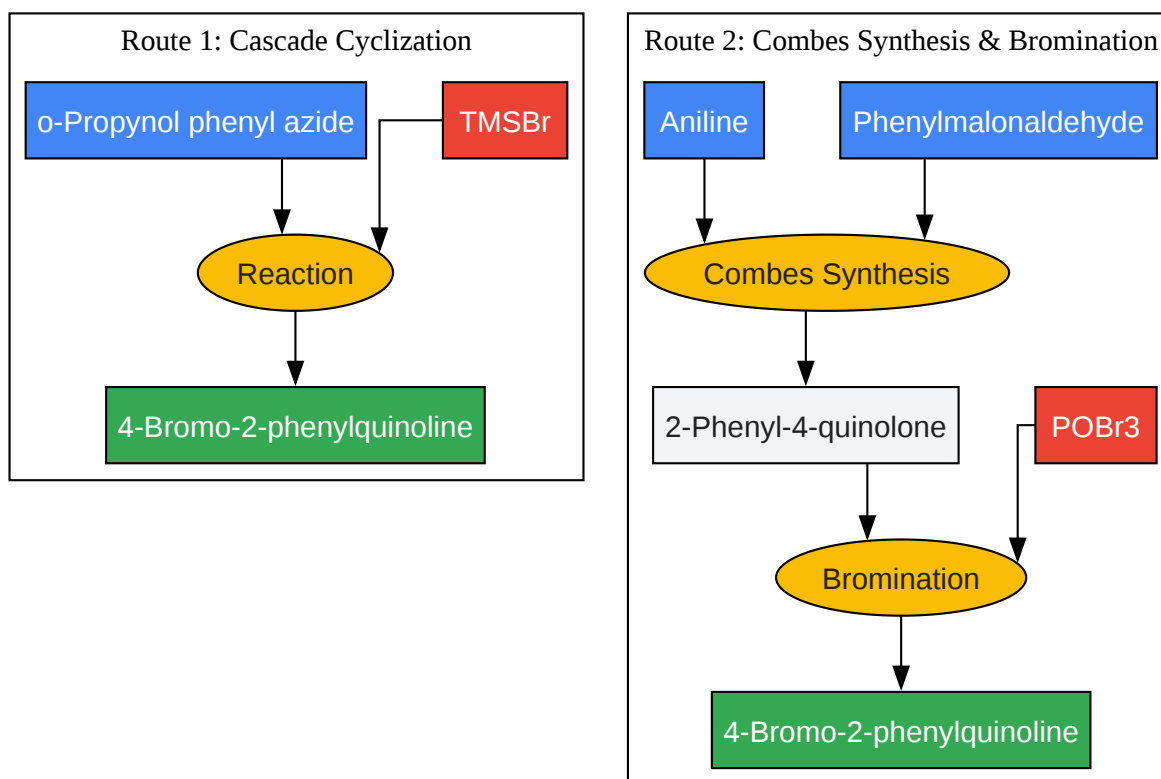 Route 1: Cascade Cyclization
o-Propynol phenyl azide
TMSBr
Reaction
4-Bromo-2-phenylquinoline
Route 2: Combes Synthesis & Bromination
Aniline
Phenylmalonaldehyde
Combes Synthesis
2-Phenyl-4-quinolone
POBr3
Bromination
4-Bromo-2-phenylquinoline